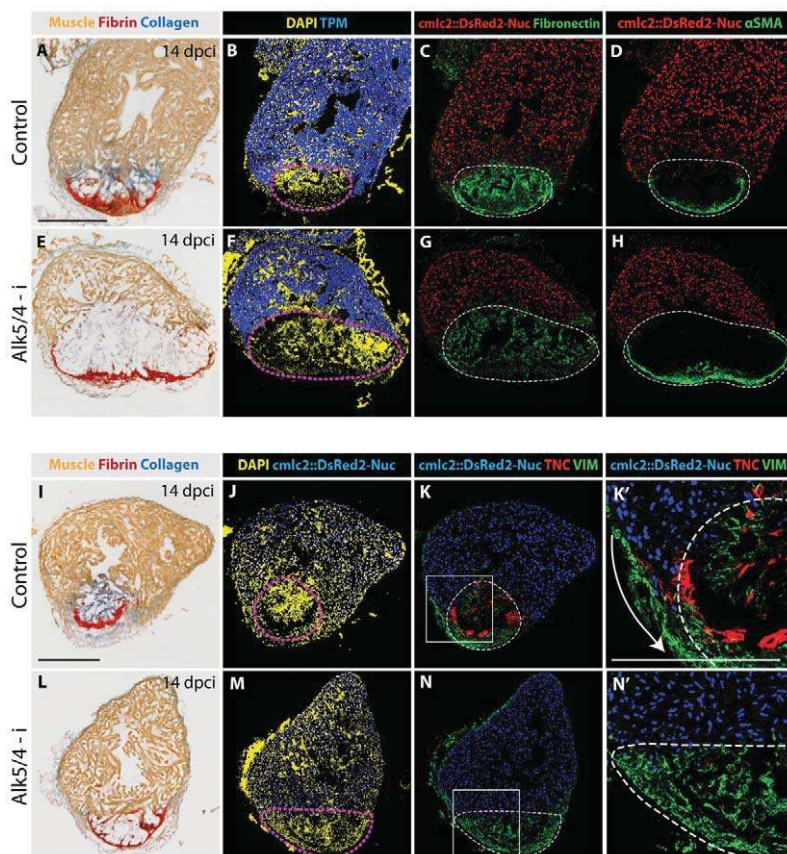 Muscle Fibrin Collagen DAPI TPM cmlc2::DsRed2-Nuc Fibronectin cmlc2::DsRed2-Nuc αSMA
A 14 dpci B C D
Control
E 14 dpci F G H
Alk5/4 - i
Muscle Fibrin Collagen DAPI cmlc2::DsRed2-Nuc cmlc2::DsRed2-Nuc TNC VIM cmlc2::DsRed2-Nuc TNC VIM
I 14 dpci J K K'
Control
L 14 dpci M N N'
Alk5/4 - i